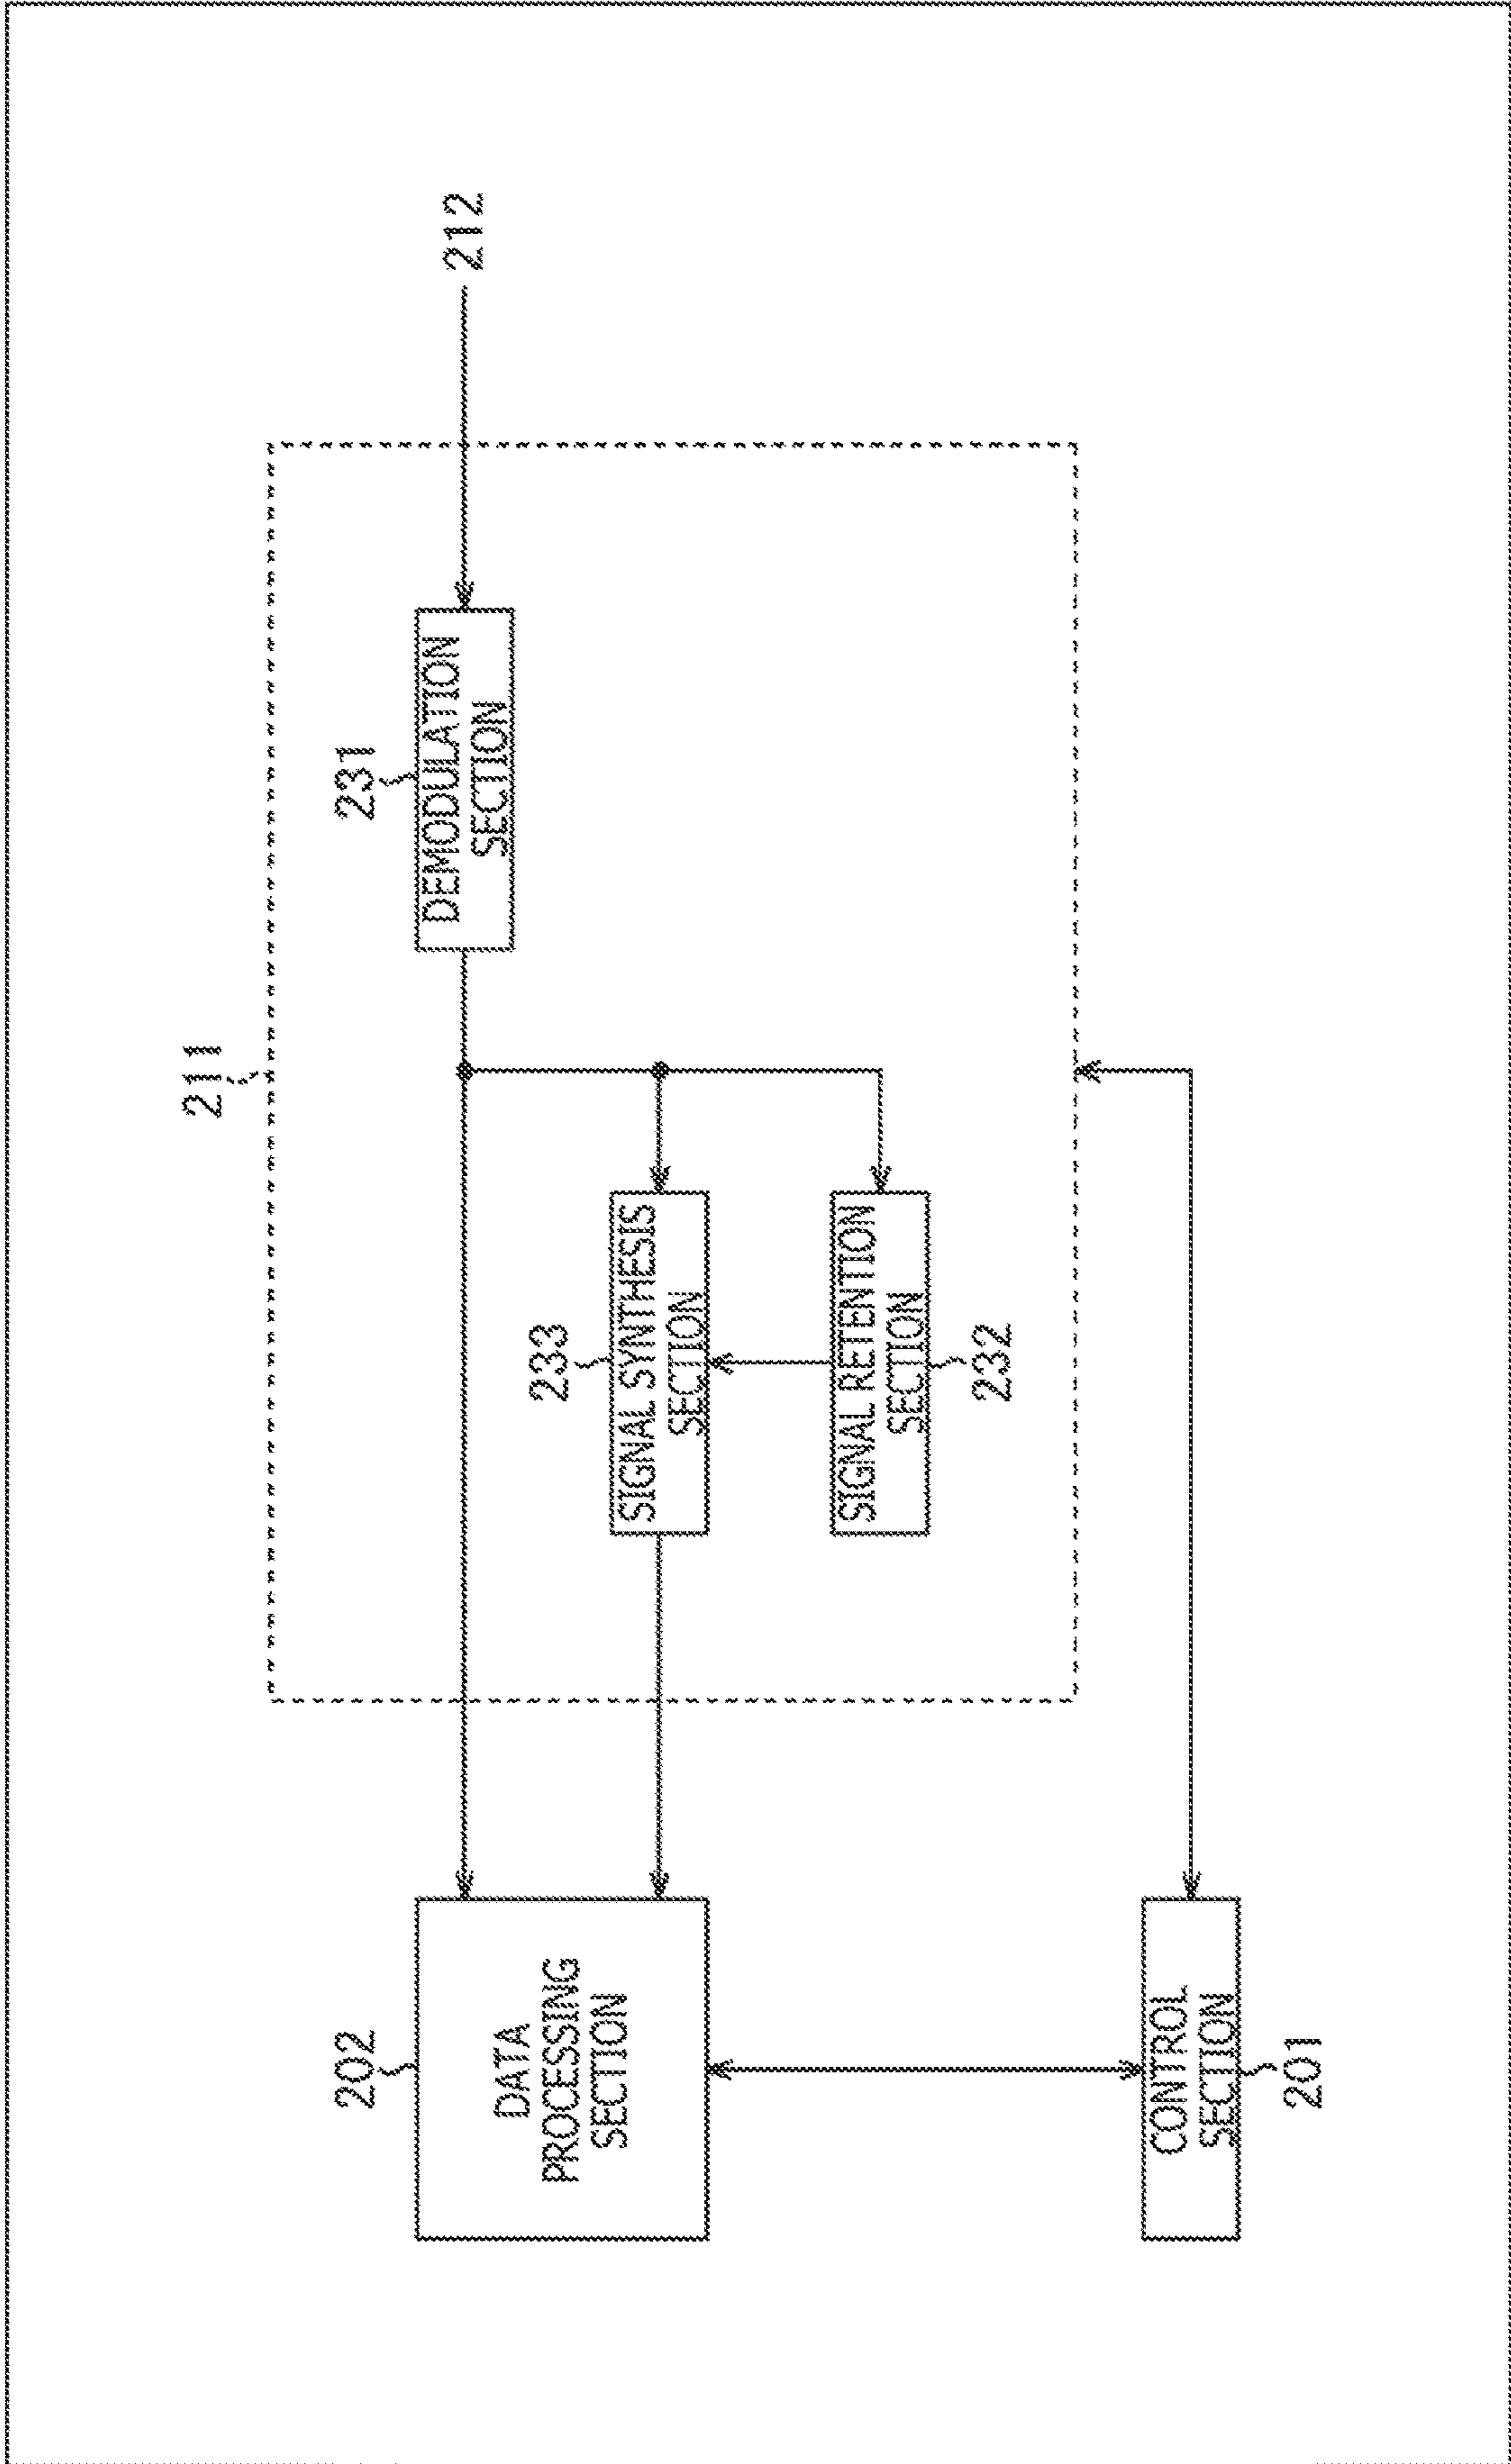 211
212
231
DEMODULATION
SECTION
202
DATA
PROCESSING
SECTION
233
SIGNAL SYNTHESIS
SECTION
SIGNAL RETENTION
SECTION
232
CONTROL
SECTION
201